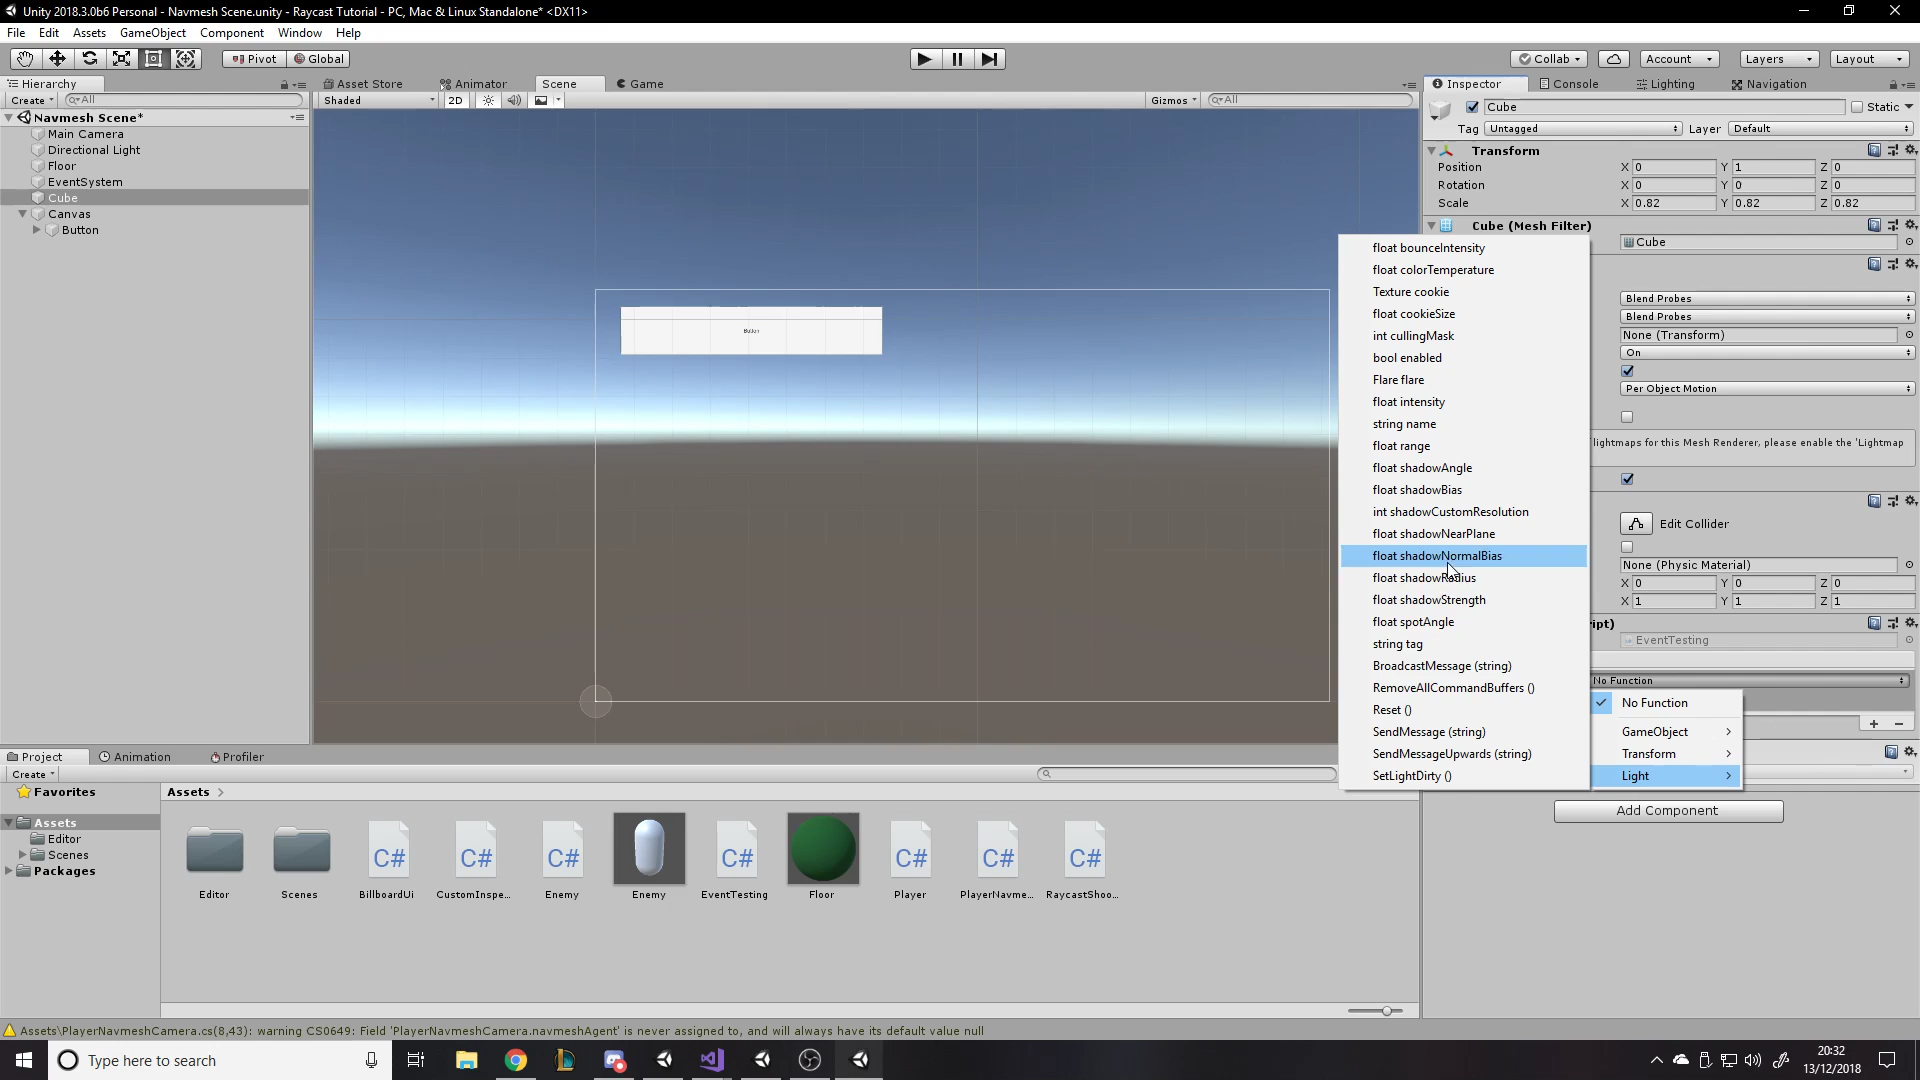 Unity 2018.3.0b6 Personal - Navmesh Scene.unity - Raycast Tutorial - PC, Mac & Linux Standalone* <DX11>
File Edit Assets GameObject Component Window Help
Pivot Global Collab Account Layers Layout
Hierarchy Asset Store Animator Scene Game Inspector Console Lighting Navigation
Create All Shaded 2D Gizmos All
Navmesh Scene*
Main Camera
Directional Light
Floor
EventSystem
Cube
Canvas
Button
Button
Cube Static
Tag Untagged Layer Default
Transform
Position X 0 Y 1 Z 0
Rotation X 0 Y 0 Z 0
Scale X 0.82 Y 0.82 Z 0.82
Cube (Mesh Filter)
Cube
Blend Probes
Blend Probes
None (Transform)
On
Per Object Motion
lightmaps for this Mesh Renderer, please enable the 'Lightmap
Edit Collider
None (Physic Material)
X 0 Y 0 Z 0
X 1 Y 1 Z 1
ript)
EventTesting
No Function
float bounceIntensity
float colorTemperature
Texture cookie
float cookieSize
int cullingMask
bool enabled
Flare flare
float intensity
string name
float range
float shadowAngle
float shadowBias
int shadowCustomResolution
float shadowNearPlane
float shadowNormalBias
float shadowRadius
float shadowStrength
float spotAngle
string tag
BroadcastMessage (string)
RemoveAllCommandBuffers ()
Reset ()
SendMessage (string)
SendMessageUpwards (string)
SetLightDirty ()
No Function
GameObject
Transform
Light
Add Component
Project Animation Profiler
Create
Favorites
Assets
Editor
Scenes
Packages
Assets
C# C# C# C# C# C# C#
Editor Scenes BillboardUi CustomInspe... Enemy Enemy EventTesting Floor Player PlayerNavme... RaycastShoo...
Assets\PlayerNavmeshCamera.cs(8,43): warning CS0649: Field 'PlayerNavmeshCamera.navmeshAgent' is never assigned to, and will always have its default value null
Type here to search
20:32
13/12/2018